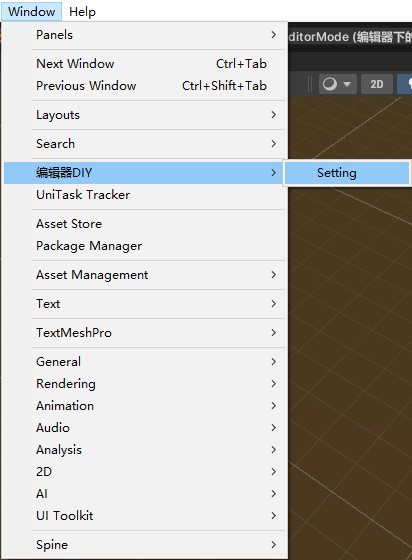 Window Help
Panels
ditorMode (编辑器下的
Next Window Ctrl+Tab
Previous Window Ctrl+Shift+Tab
2D
Layouts
Search
编辑器DIY
Setting
UniTask Tracker
Asset Store
Package Manager
Asset Management
Text
TextMeshPro
General
Rendering
Animation
Audio
Analysis
2D
AI
UI Toolkit
Spine